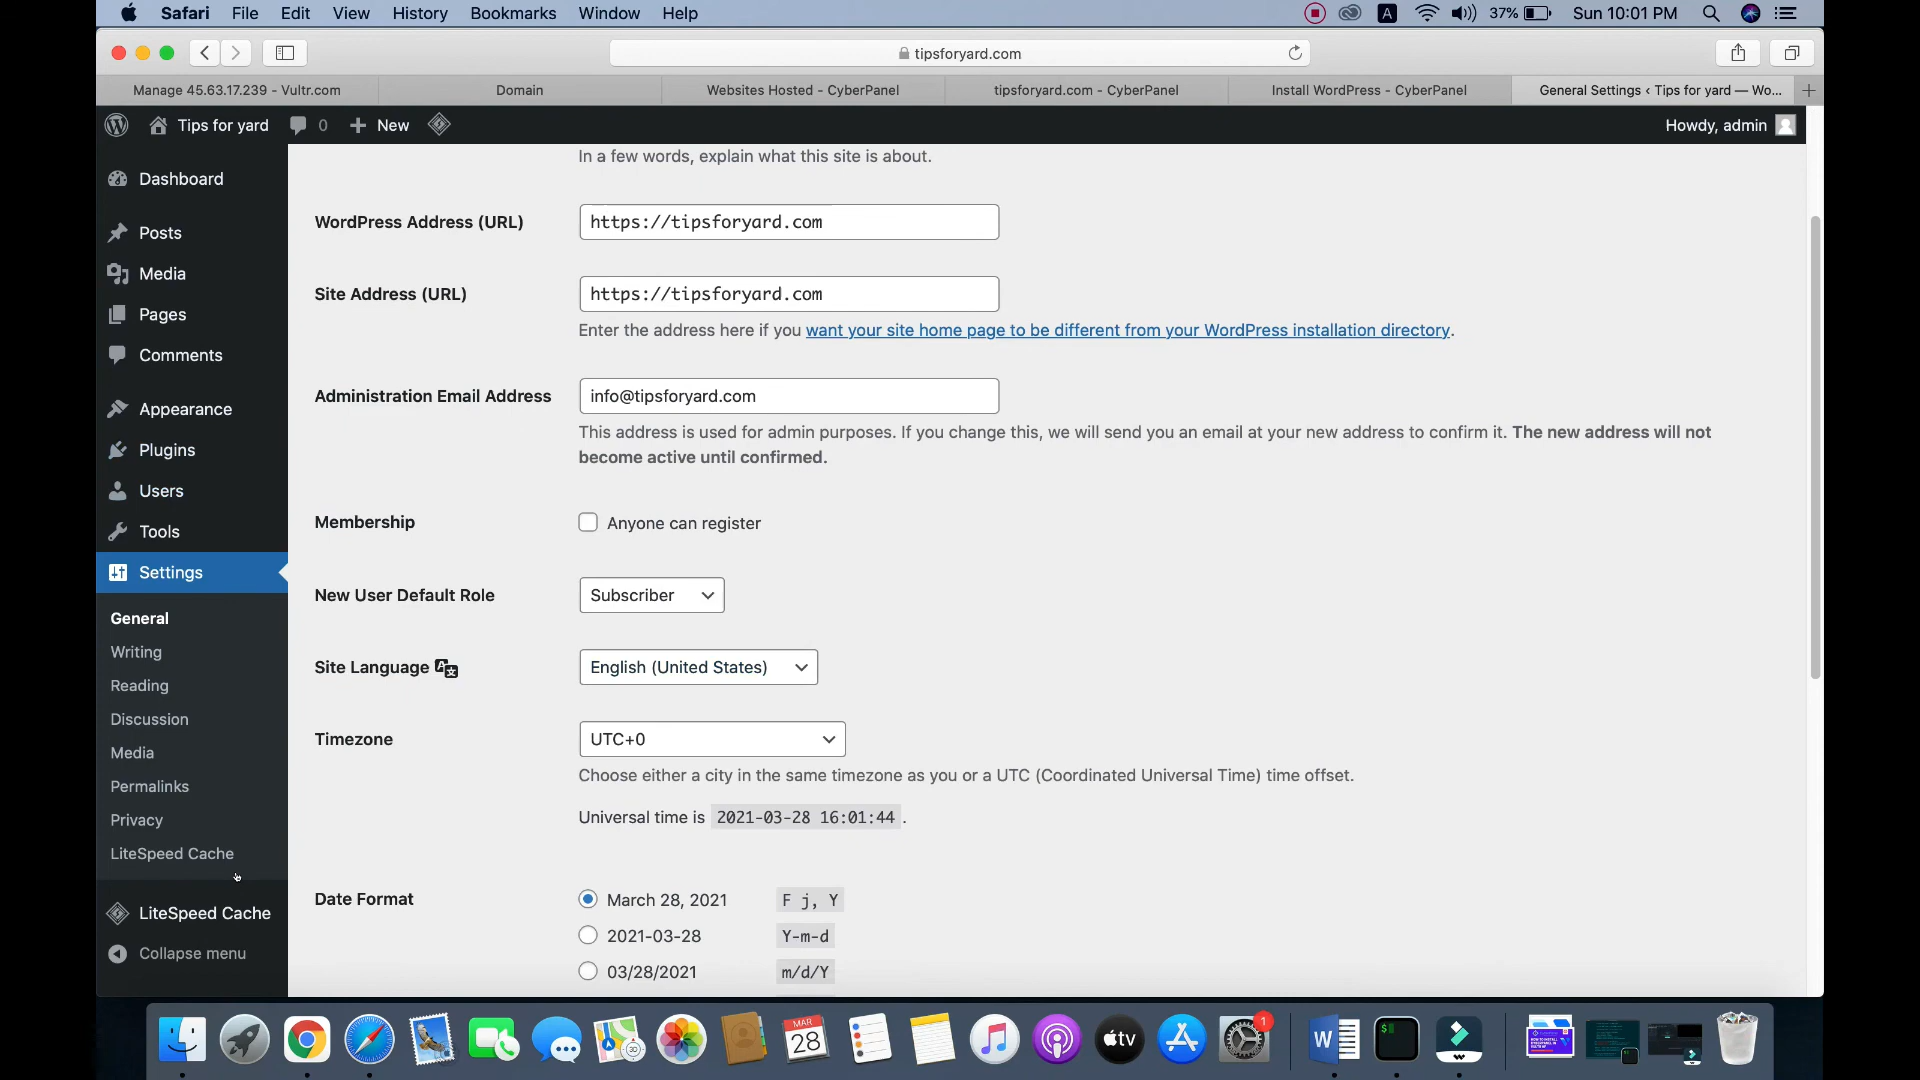 Safari File Edit View History Bookmarks Window Help A 37% Sun 10:01 PM
tipsforyard.com
Manage 45.63.17.239 - Vultr.com Domain Websites Hosted - CyberPanel tipsforyard.com - CyberPanel Install WordPress - CyberPanel General Settings ‹ Tips for yard — Wo...
Tips for yard 0 New Howdy, admin
Dashboard
Posts
Media
Pages
Comments
Appearance
Plugins
Users
Tools
Settings
General
Writing
Reading
Discussion
Media
Permalinks
Privacy
LiteSpeed Cache
LiteSpeed Cache
Collapse menu
In a few words, explain what this site is about.
WordPress Address (URL) https://tipsforyard.com
Site Address (URL) https://tipsforyard.com
Enter the address here if you want your site home page to be different from your WordPress installation directory.
Administration Email Address info@tipsforyard.com
This address is used for admin purposes. If you change this, we will send you an email at your new address to confirm it. The new address will not
become active until confirmed.
Membership Anyone can register
New User Default Role Subscriber
Site Language English (United States)
Timezone UTC+0
Choose either a city in the same timezone as you or a UTC (Coordinated Universal Time) time offset.
Universal time is 2021-03-28 16:01:44 .
Date Format March 28, 2021 F j, Y
2021-03-28 Y-m-d
03/28/2021 m/d/Y
MAR
28
tv
1
W
$